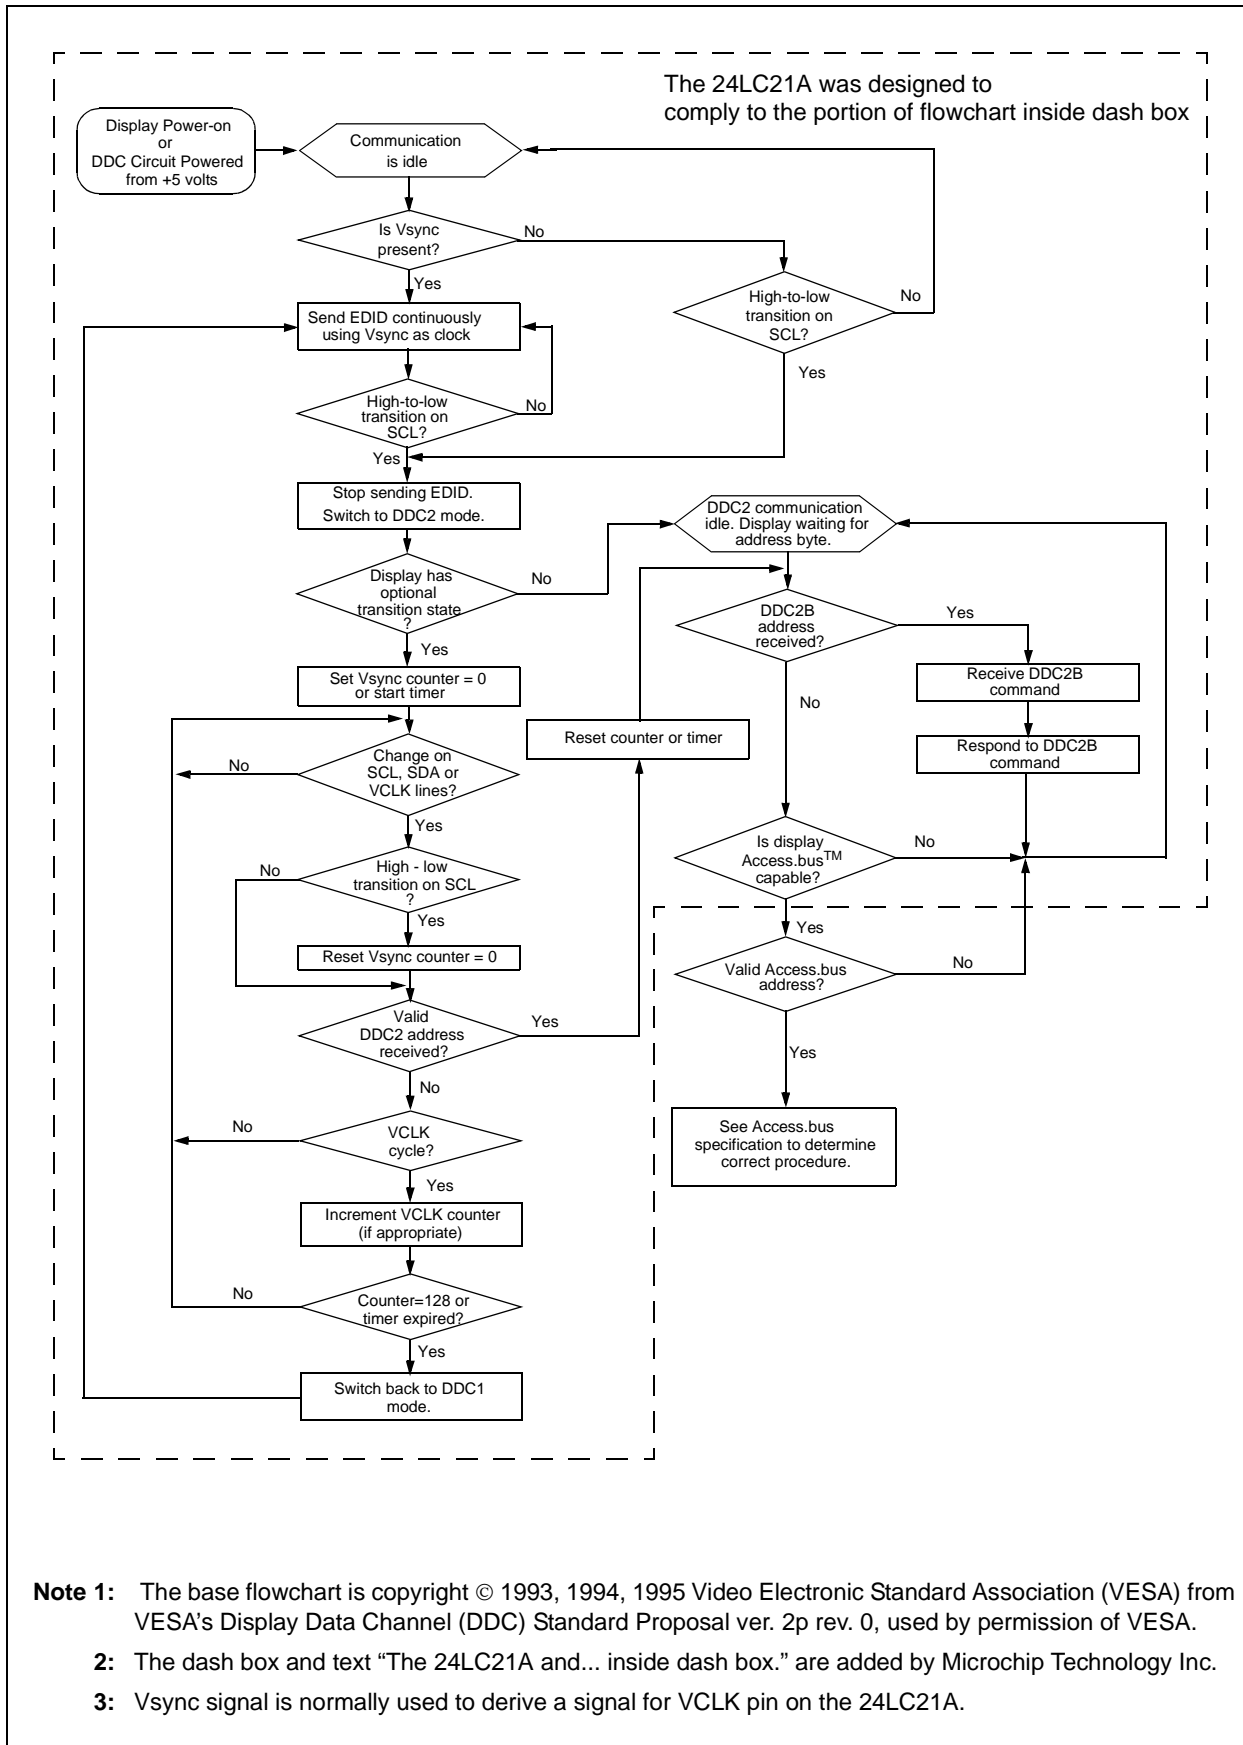 The 24LC21A was designed to
comply to the portion of flowchart inside dash box
Display Power-on
or
DDC Circuit Powered
from +5 volts
Communication
is idle
Is Vsync
present?
No
Yes
High-to-low
transition on
SCL?
No
Yes
Send EDID continuously
using Vsync as clock
High-to-low
transition on
SCL?
No
Yes
Stop sending EDID.
Switch to DDC2 mode.
DDC2 communication
idle. Display waiting for
address byte.
Display has
optional
transition state
?
No
Yes
DDC2B
address
received?
Yes
No
Receive DDC2B
command
Respond to DDC2B
command
Set Vsync counter = 0
or start timer
Reset counter or timer
Change on
SCL, SDA or
VCLK lines?
No
Yes
Is display
Access.bus™
capable?
No
Yes
High - low
transition on SCL
?
No
Yes
Reset Vsync counter = 0
Valid Access.bus
address?
No
Yes
Valid
DDC2 address
received?
Yes
No
See Access.bus
specification to determine
correct procedure.
VCLK
cycle?
No
Yes
Increment VCLK counter
(if appropriate)
Counter=128 or
timer expired?
No
Yes
Switch back to DDC1
mode.
Note 1: The base flowchart is copyright © 1993, 1994, 1995 Video Electronic Standard Association (VESA) from
VESA's Display Data Channel (DDC) Standard Proposal ver. 2p rev. 0, used by permission of VESA.
2: The dash box and text “The 24LC21A and... inside dash box.” are added by Microchip Technology Inc.
3: Vsync signal is normally used to derive a signal for VCLK pin on the 24LC21A.